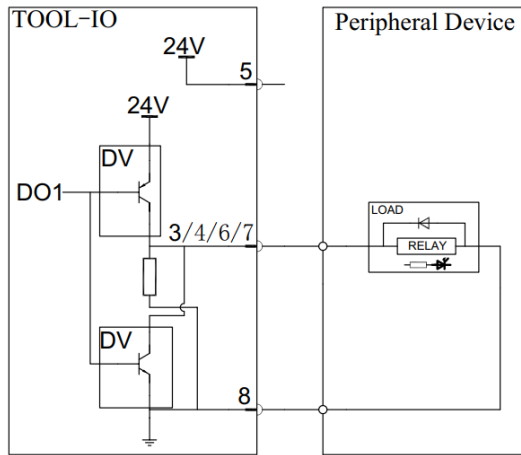 TOOL-IO
Peripheral Device
24V
5
24V
DV
DO1
3/4/6/7
LOAD
RELAY
DV
8